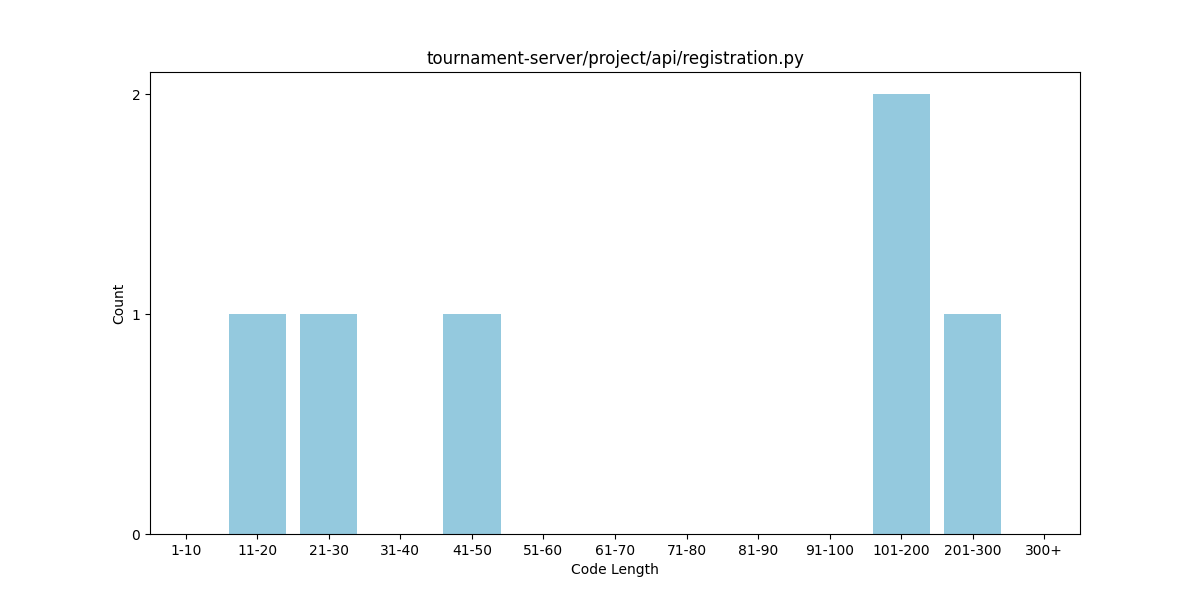 tournament-server/project/api/registration.py
2
1
0
Count
1-10 11-20 21-30 31-40 41-50 51-60 61-70 71-80 81-90 91-100 101-200 201-300 300+
Code Length